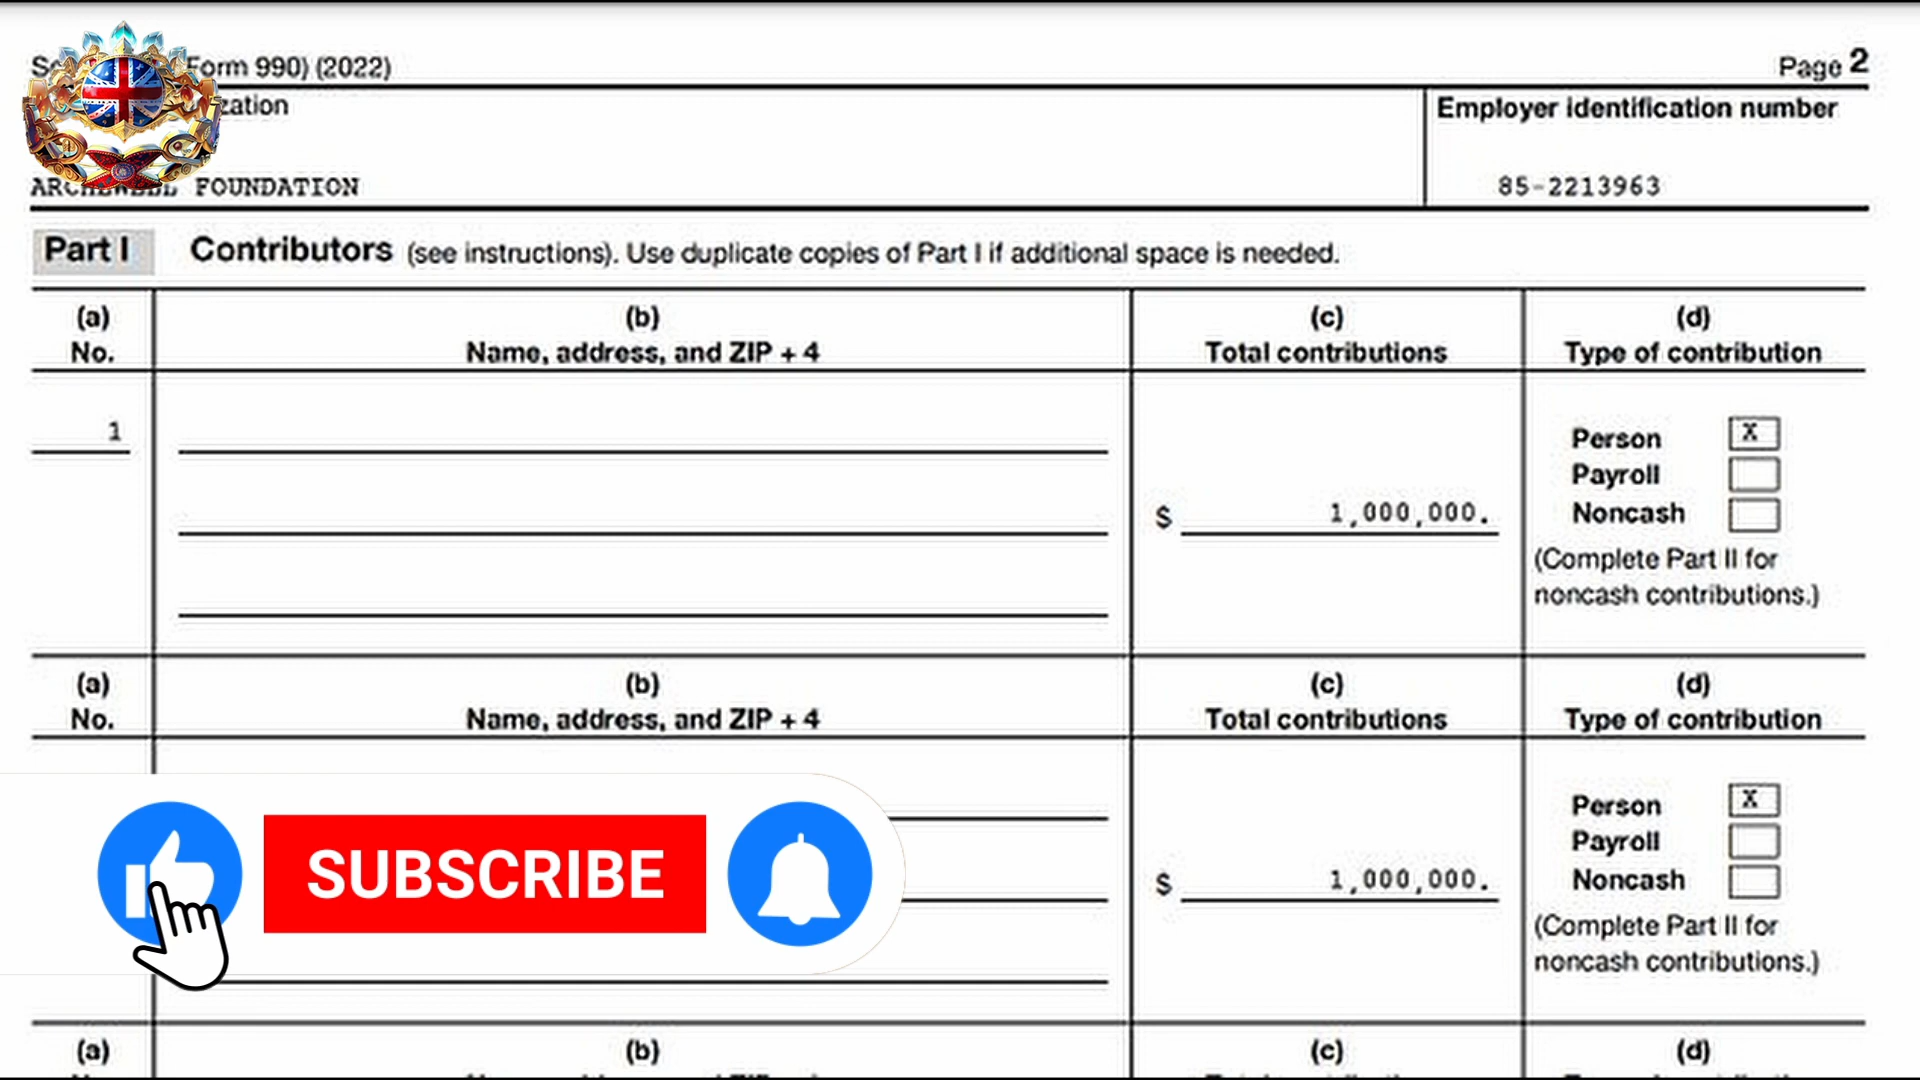 Form 990) (2022)
Page 2
Employer identification number
FOUNDATION
85-2213963
Part I Contributors (see instructions). Use duplicate copies of Part I if additional space is needed.
(a) (b) (c) (d)
No. Name, address, and ZIP + 4 Total contributions Type of contribution
1
Person X
Payroll
$ 1,000,000. Noncash
(Complete Part II for
noncash contributions.)
(a) (b) (c) (d)
No. Name, address, and ZIP + 4 Total contributions Type of contribution
Person X
Payroll
$ 1,000,000. Noncash
(Complete Part II for
noncash contributions.)
SUBSCRIBE
(a) (b) (c) (d)